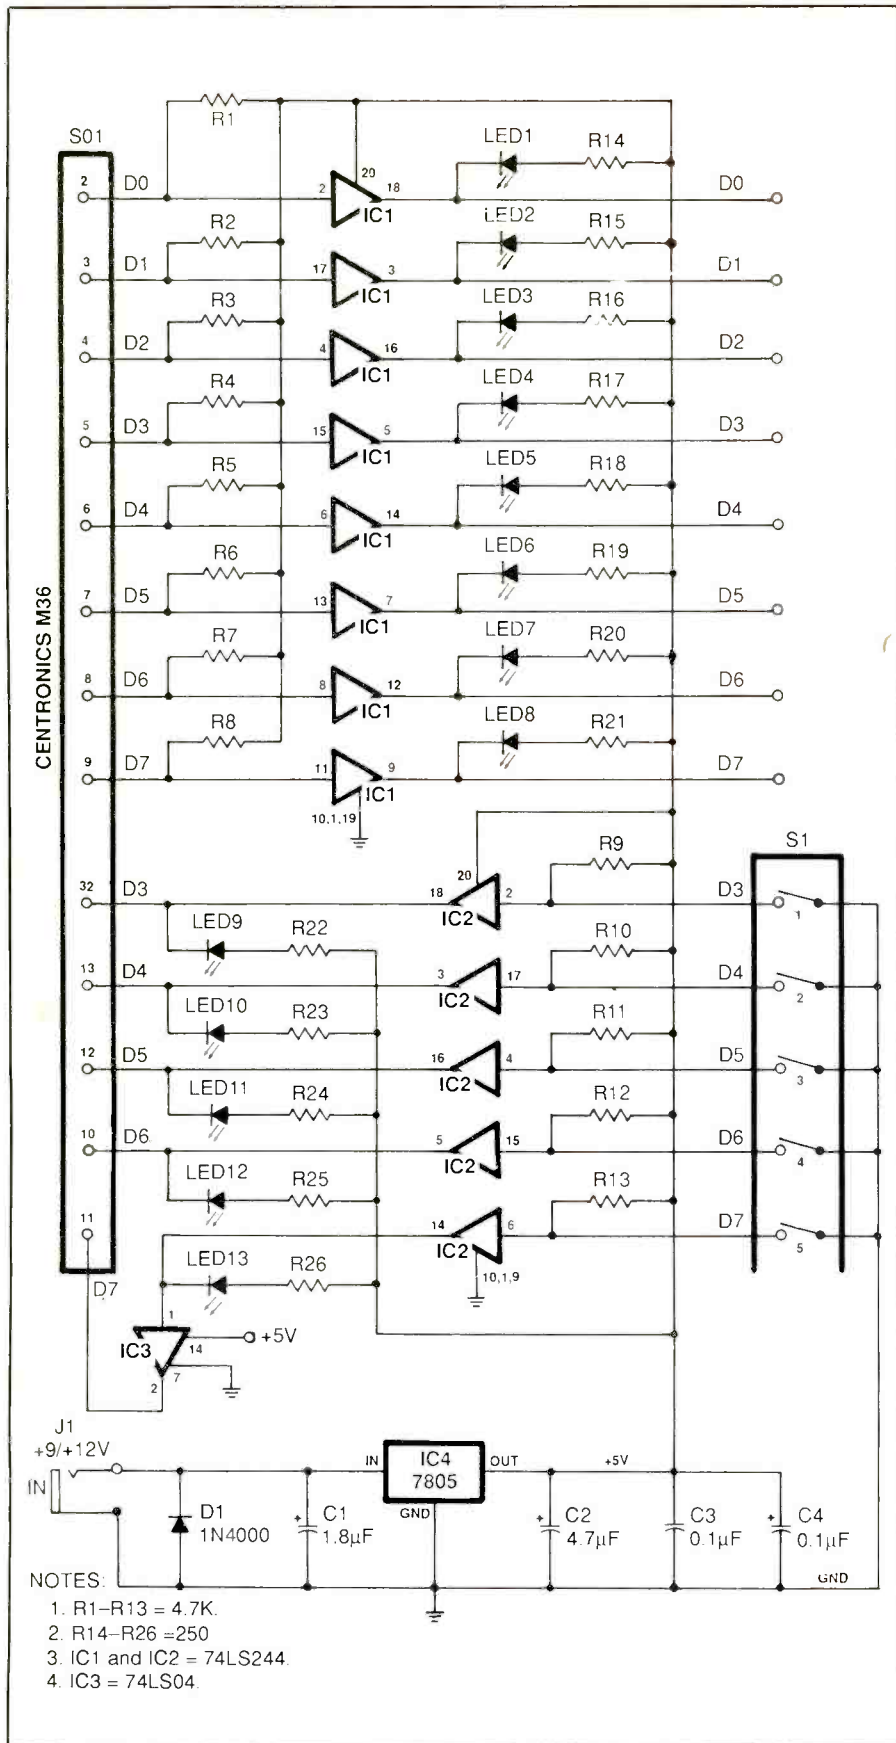 R1
S01
LED1 R14
20
2 D0 2 18 D0
IC1
R2 LED2 R15
3 D1 17 3 D1
IC1
R3 LED3 R16
4 D2 4 16 D2
IC1
R4 LED4 R17
5 D3 15 5 D3
IC1
R5 LED5 R18
6 D4 6 14 D4
IC1
R6 LED6 R19
7 D5 13 7 D5
IC1
R7 LED7 R20
8 D6 8 12 D6
IC1
R8 LED8 R21
9 D7 11 9 D7
IC1
10,1,19
CENTRONICS M36
R9 S1
20
32 D3 18 2 D3
IC2 1
LED9 R22 R10
13 D4 3 17 D4
IC2 2
LED10 R23 R11
12 D5 16 4 D5
IC2 3
LED11 R24 R12
10 D6 5 15 D6
IC2 4
LED12 R25 R13
11 14 6 D7
IC2 5
LED13 R26 10,1,9
D7
1
IC3 14 +5V
2 7
J1
+9/+12V
IN
IN IC4 OUT +5V
7805
GND
D1 C1 C2 C3 C4
1N4000 + 1.8µF + 4.7µF 0.1µF + 0.1µF
GND
NOTES:
1. R1–R13 = 4.7K.
2. R14–R26 =250
3. IC1 and IC2 = 74LS244.
4. IC3 = 74LS04.